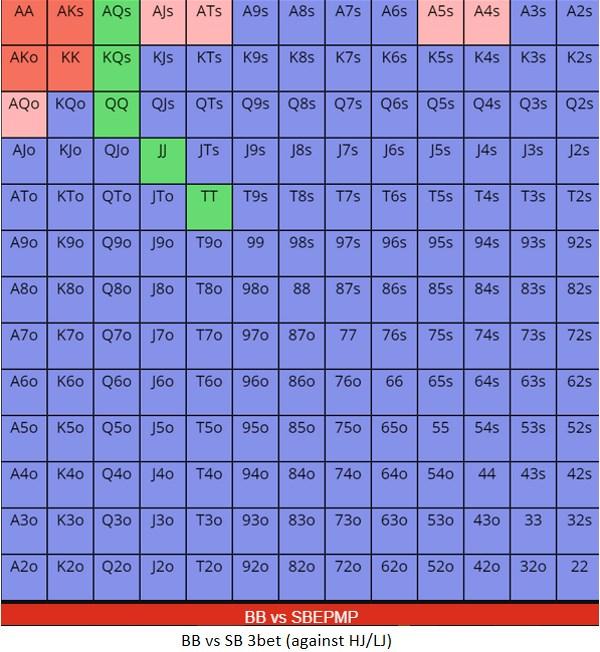 AA AKs AQs AJs ATs A9s A8s A7s A6s A5s A4s A3s A2s
AKo KK KQs KJs KTs K9s K8s K7s K6s K5s K4s K3s K2s
AQo KQo QQ QJs QTs Q9s Q8s Q7s Q6s Q5s Q4s Q3s Q2s
AJo KJo QJo JJ JTs J9s J8s J7s J6s J5s J4s J3s J2s
ATo KTo QTo JTo TT T9s T8s T7s T6s T5s T4s T3s T2s
A9o K9o Q9o J9o T9o 99 98s 97s 96s 95s 94s 93s 92s
A8o K8o Q8o J8o T8o 98o 88 87s 86s 85s 84s 83s 82s
A7o K7o Q7o J7o T7o 97o 87o 77 76s 75s 74s 73s 72s
A6o K6o Q6o J6o T6o 96o 86o 76o 66 65s 64s 63s 62s
A5o K5o Q5o J5o T5o 95o 85o 75o 65o 55 54s 53s 52s
A4o K4o Q4o J4o T4o 94o 84o 74o 64o 54o 44 43s 42s
A3o K3o Q3o J3o T3o 93o 83o 73o 63o 53o 43o 33 32s
A2o K2o Q2o J2o T2o 92o 82o 72o 62o 52o 42o 32o 22
BB vs SBEPMP
BB vs SB 3bet (against HJ/LJ)